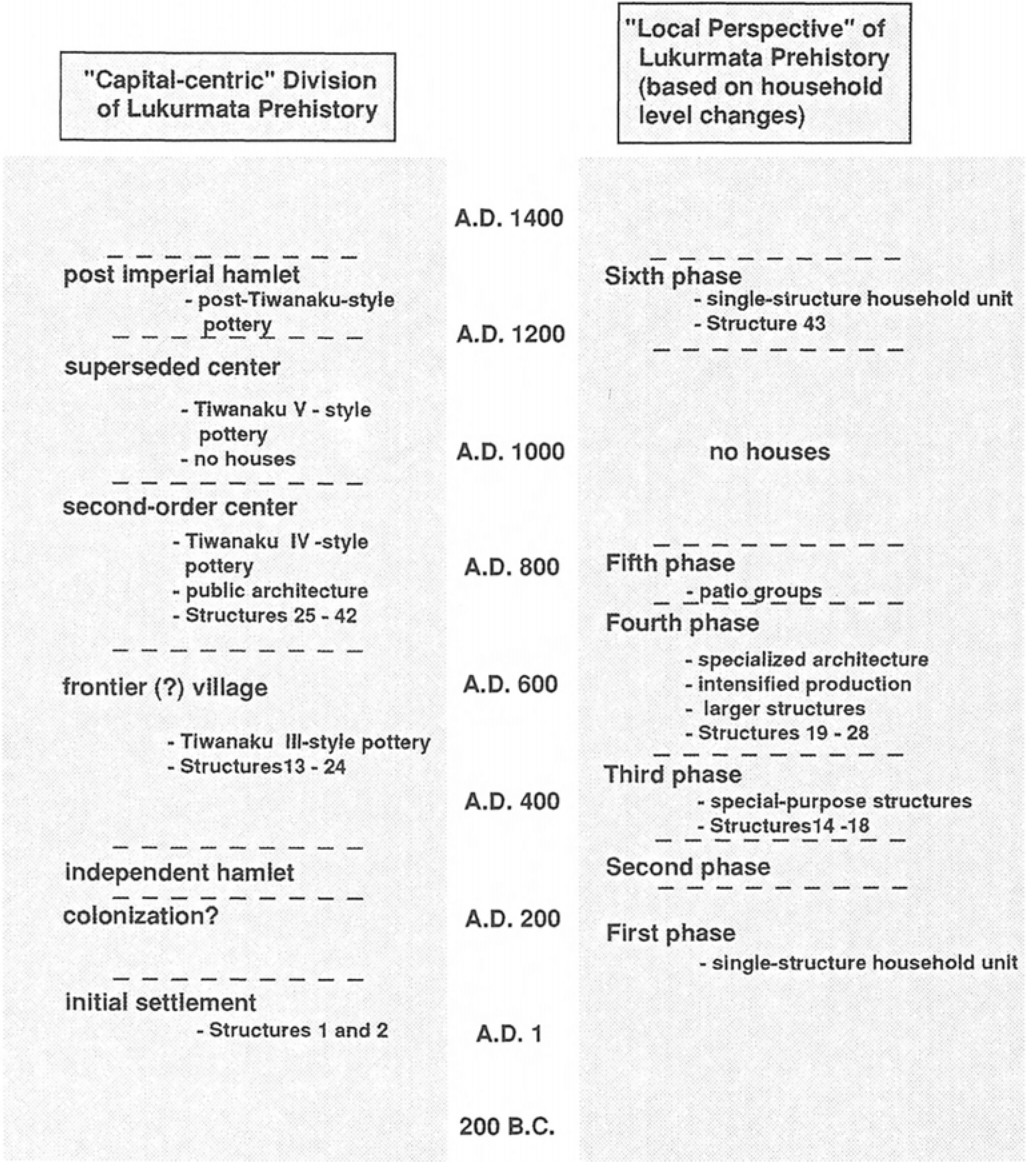 "Capital-centric" Division
of Lukurmata Prehistory
post imperial hamlet
- post-Tiwanaku-style
pottery
superseded center
- Tiwanaku V - style
pottery
- no houses
second-order center
- Tiwanaku IV -style
pottery
- public architecture
- Structures 25 - 42
frontier (?) village
- Tiwanaku III-style pottery
- Structures13 - 24
independent hamlet
colonization?
initial settlement
- Structures 1 and 2
A.D. 1400
A.D. 1200
A.D. 1000
A.D. 800
A.D. 600
A.D. 400
A.D. 200
A.D. 1
200 B.C.
"Local Perspective" of
Lukurmata Prehistory
(based on household
level changes)
Sixth phase
- single-structure household unit
- Structure 43
no houses
Fifth phase
- patio groups
Fourth phase
- specialized architecture
- intensified production
- larger structures
- Structures 19 - 28
Third phase
- special-purpose structures
- Structures14 -18
Second phase
First phase
- single-structure household unit